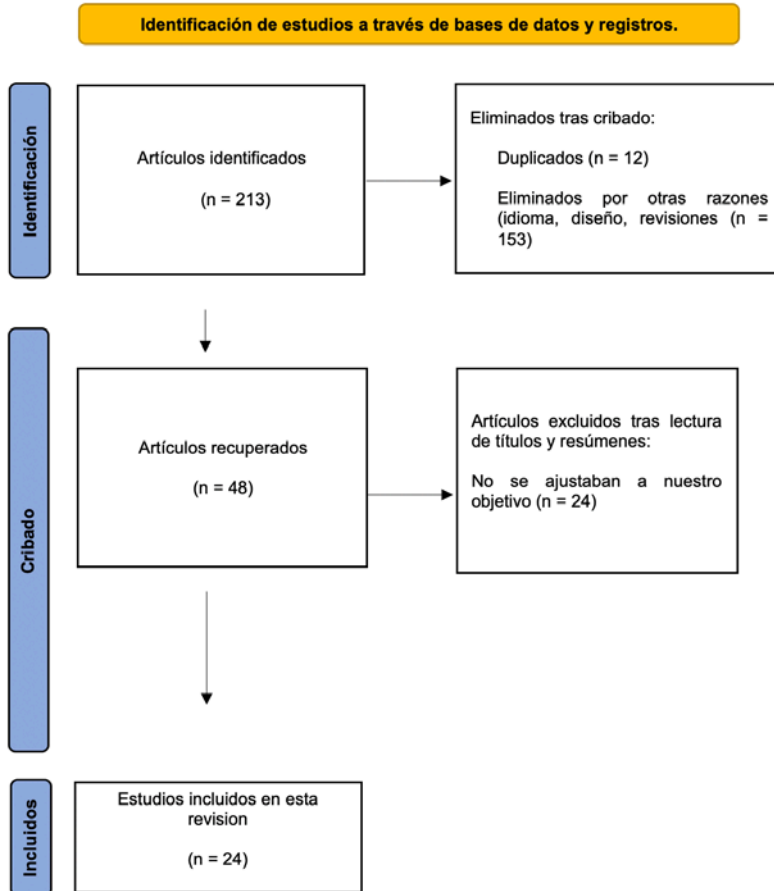 Identificación de estudios a través de bases de datos y registros.
Identificación
Artículos identificados
(n = 213)
Eliminados tras cribado:
Duplicados (n = 12)
Eliminados por otras razones
(idioma, diseño, revisiones (n =
153)
Cribado
Artículos recuperados
(n = 48)
Artículos excluidos tras lectura
de títulos y resúmenes:
No se ajustaban a nuestro
objetivo (n = 24)
Incluidos
Estudios incluidos en esta
revision
(n = 24)